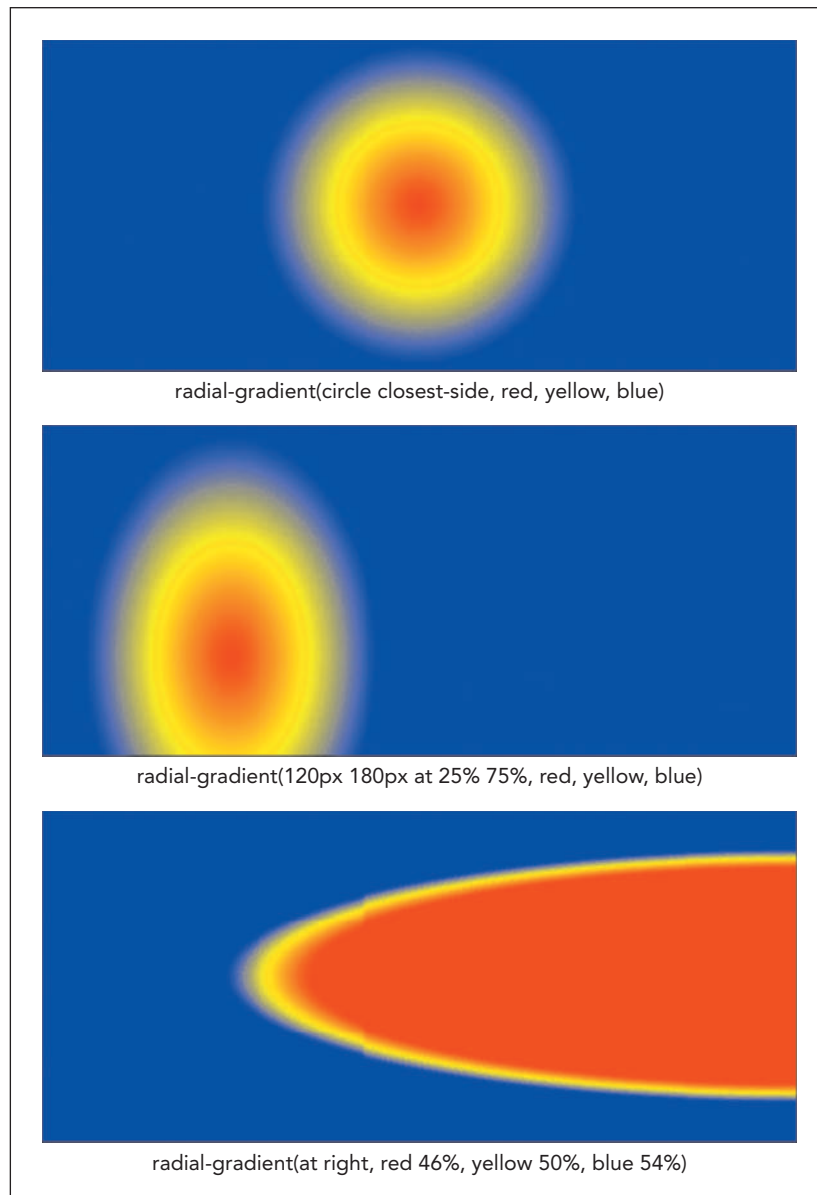 radial-gradient(circle closest-side, red, yellow, blue)
radial-gradient(120px 180px at 25% 75%, red, yellow, blue)
radial-gradient(at right, red 46%, yellow 50%, blue 54%)